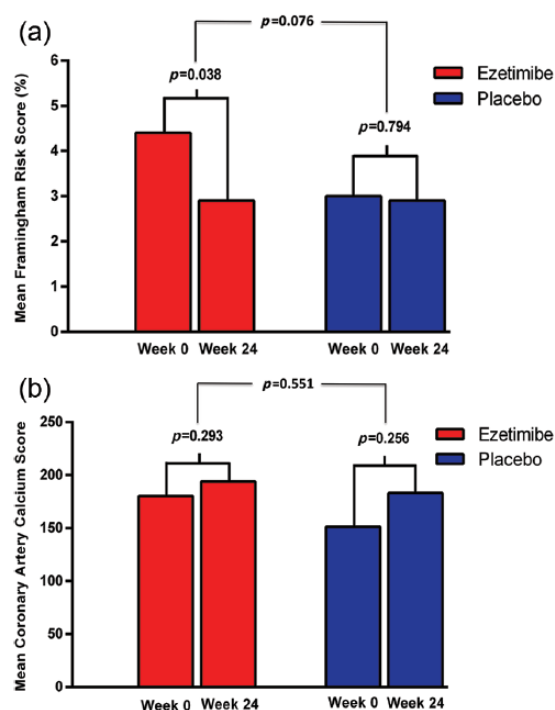 (a)
p=0.076
Mean Framingham Risk Score (%)
6
5
4
3
2
1
0
p=0.038
p=0.794
Ezetimibe
Placebo
Week 0 Week 24
Week 0 Week 24
(b)
p=0.551
Mean Coronary Artery Calcium Score
250
200
150
100
50
0
p=0.293
p=0.256
Ezetimibe
Placebo
Week 0 Week 24
Week 0 Week 24